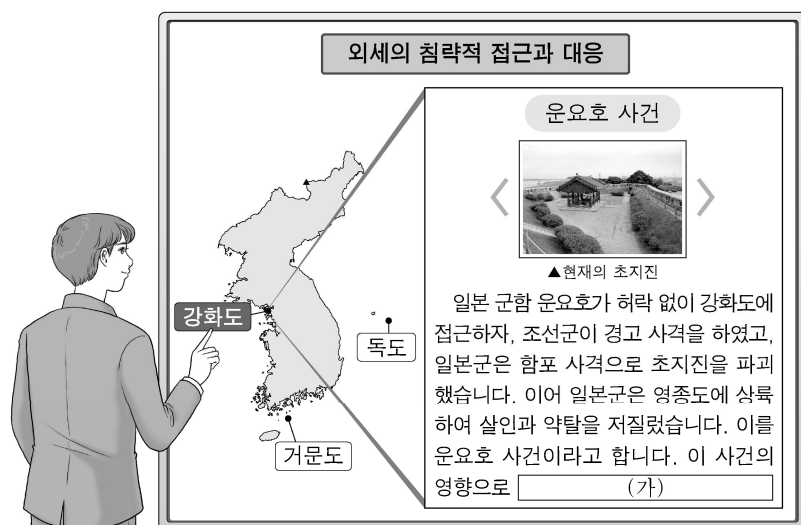 외세의 침략적 접근과 대응
운요호 사건
▲현재의 초지진
일본 군함 운요호가 허락 없이 강화도에
접근하자, 조선군이 경고 사격을 하였고,
일본군은 함포 사격으로 초지진을 파괴
했습니다. 이어 일본군은 영종도에 상륙
하여 살인과 약탈을 저질렀습니다. 이를
운요호 사건이라고 합니다. 이 사건의
영향으로 (가)
강화도
독도
거문도